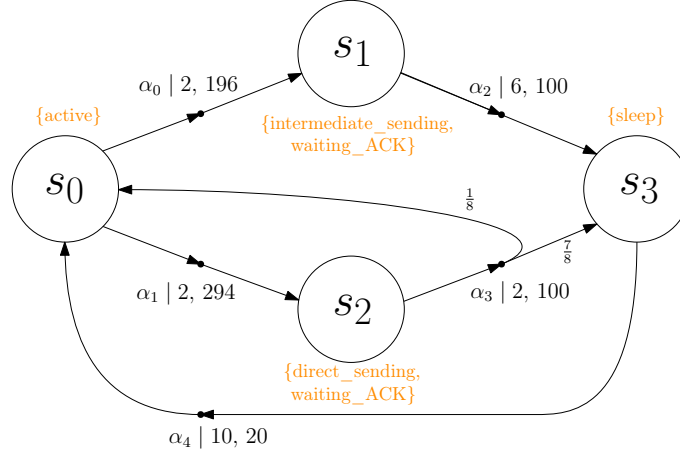 s₁
α₀ | 2, 196
α₂ | 6, 100
{active}
{intermediate_sending,
waiting_ACK}
{sleep}
s₀
s₃
1/8
7/8
α₁ | 2, 294
s₂
α₃ | 2, 100
{direct_sending,
waiting_ACK}
α₄ | 10, 20